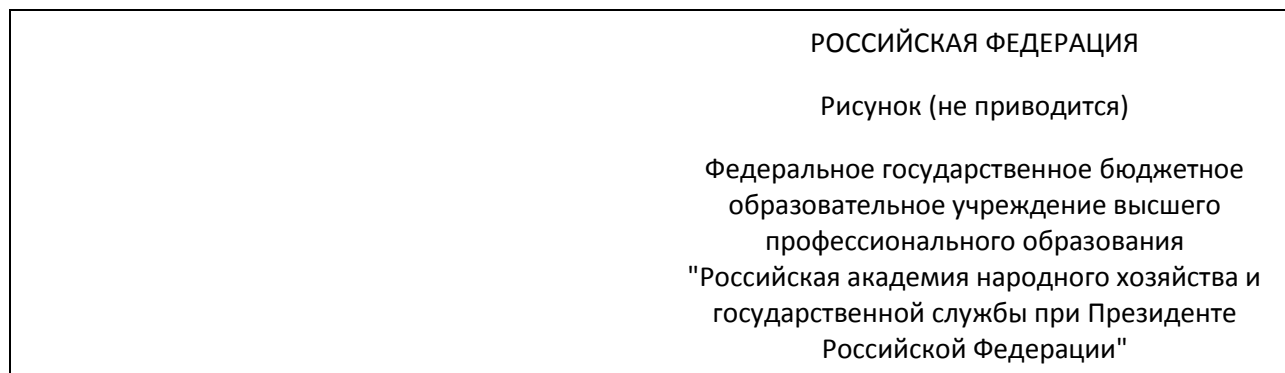 РОССИЙСКАЯ ФЕДЕРАЦИЯ
Рисунок (не приводится)
Федеральное государственное бюджетное
образовательное учреждение высшего
профессионального образования
"Российская академия народного хозяйства и
государственной службы при Президенте
Российской Федерации"